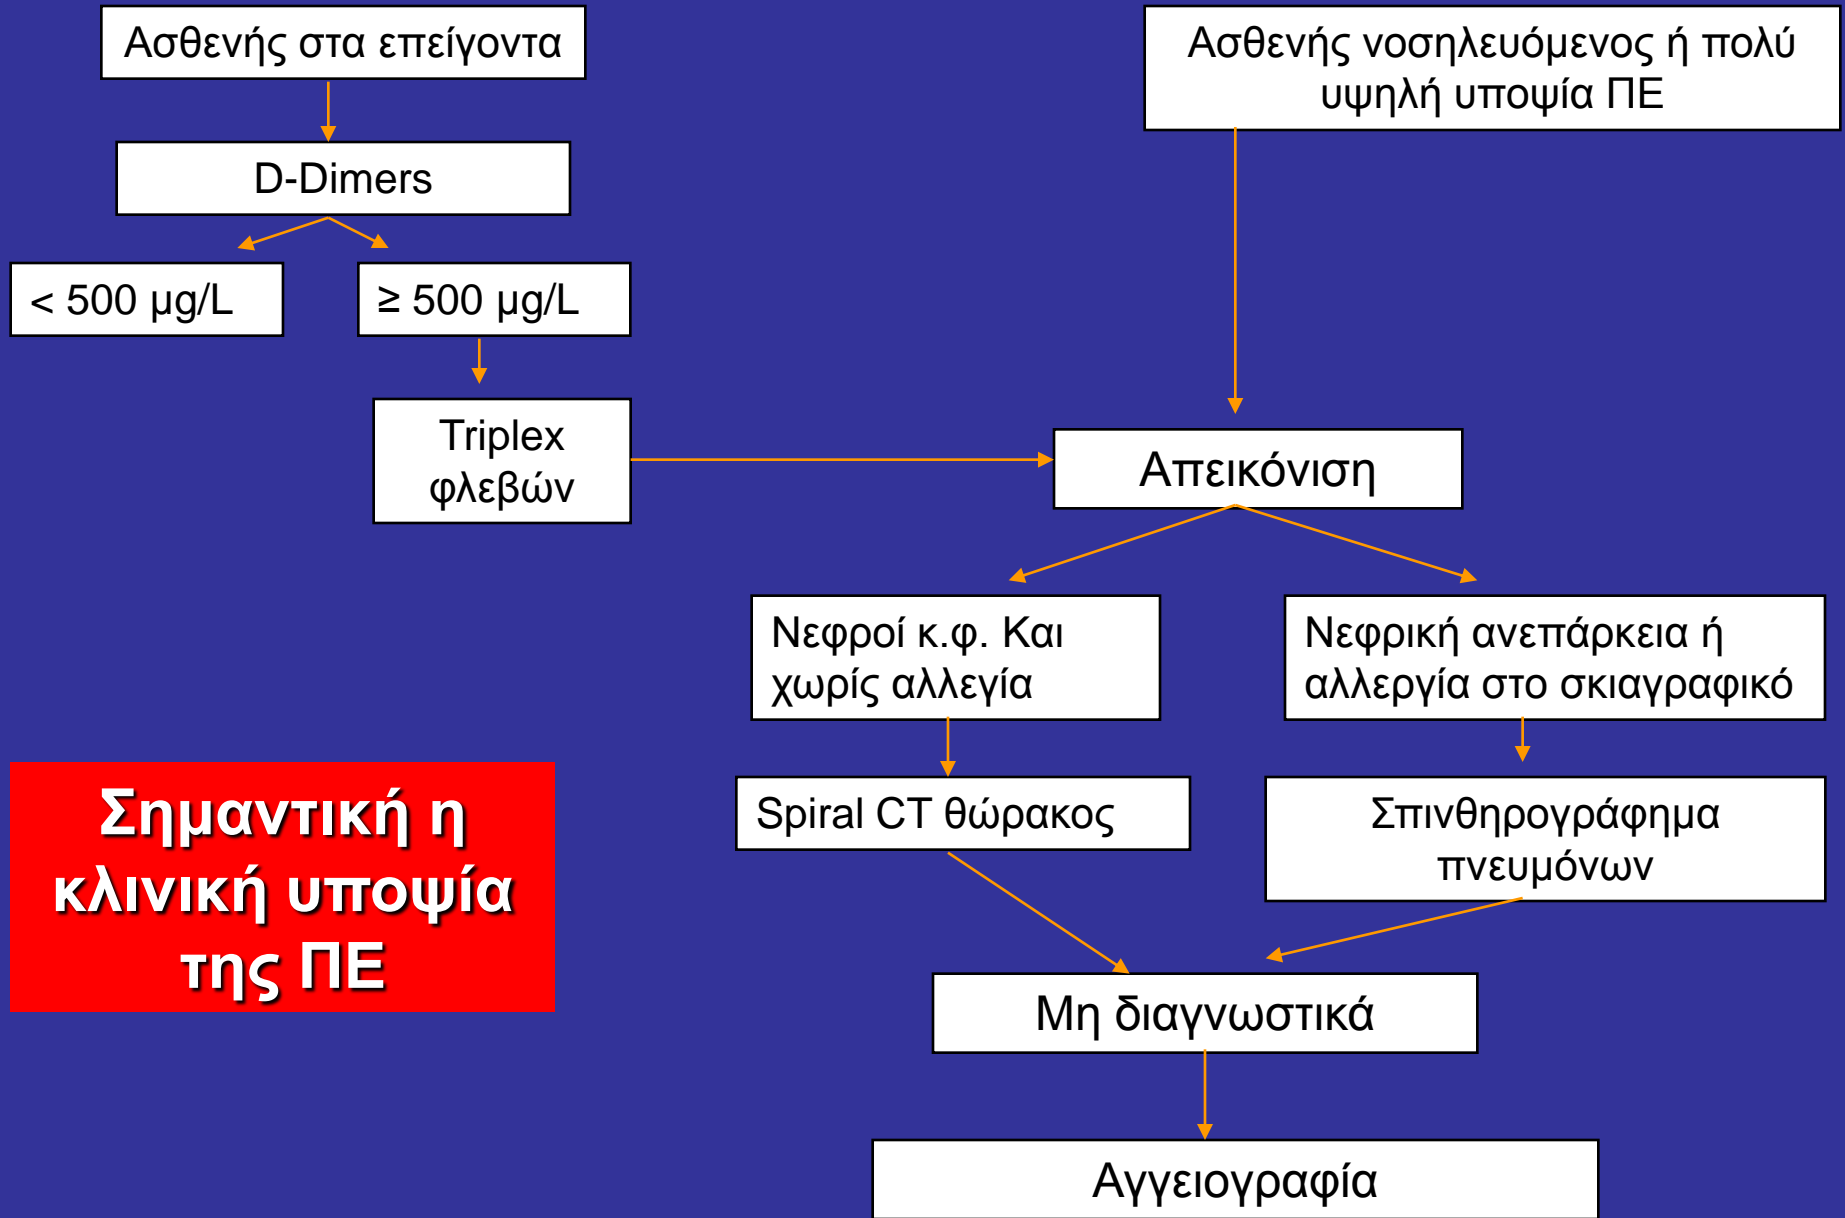 Ασθενής στα επείγοντα
Ασθενής νοσηλευόμενος ή πολύ
υψηλή υποψία ΠΕ
D-Dimers
< 500 μg/L
≥ 500 μg/L
Triplex
φλεβών
Απεικόνιση
Νεφροί κ.φ. Και
χωρίς αλλεγία
Νεφρική ανεπάρκεια ή
αλλεργία στο σκιαγραφικό
Spiral CT θώρακος
Σπινθηρογράφημα
πνευμόνων
Σημαντική η
κλινική υποψία
της ΠΕ
Μη διαγνωστικά
Αγγειογραφία